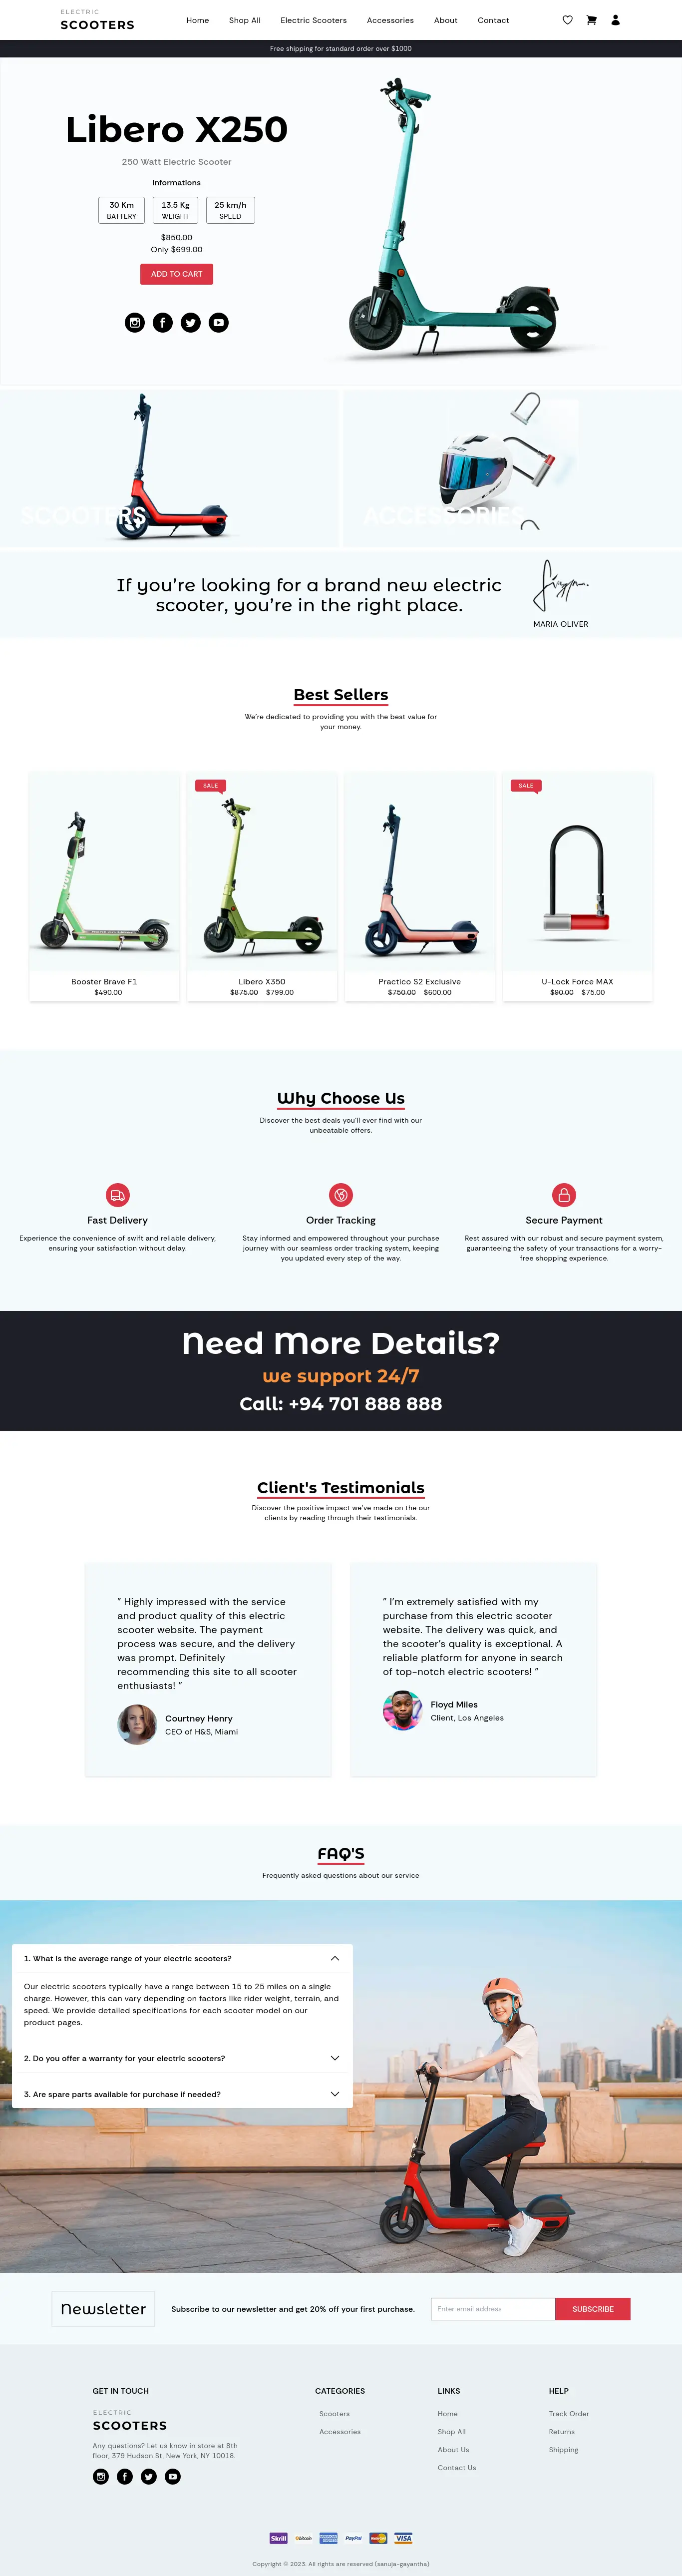 ELECTRIC
SCOOTERS
Home Shop All Electric Scooters Accessories About Contact
Free shipping for standard order over $1000
Libero X250
250 Watt Electric Scooter
Informations
30 Km 13.5 Kg 25 km/h
BATTERY WEIGHT SPEED
$850.00
Only $699.00
ADD TO CART
SCOOTERS
ACCESSORIES
If you're looking for a brand new electric
scooter, you're in the right place.
MARIA OLIVER
Best Sellers
We're dedicated to providing you with the best value for
your money.
SALE
SALE
Booster Brave F1
$490.00
Libero X350
$875.00 $799.00
Practico S2 Exclusive
$750.00 $600.00
U-Lock Force MAX
$90.00 $75.00
Why Choose Us
Discover the best deals you'll ever find with our
unbeatable offers.
Fast Delivery
Experience the convenience of swift and reliable delivery,
ensuring your satisfaction without delay.
Order Tracking
Stay informed and empowered throughout your purchase
journey with our seamless order tracking system, keeping
you updated every step of the way.
Secure Payment
Rest assured with our robust and secure payment system,
guaranteeing the safety of your transactions for a worry-
free shopping experience.
Need More Details?
we support 24/7
Call: +94 701 888 888
Client's Testimonials
Discover the positive impact we've made on the our
clients by reading through their testimonials.
" Highly impressed with the service
and product quality of this electric
scooter website. The payment
process was secure, and the delivery
was prompt. Definitely
recommending this site to all scooter
enthusiasts! "
Courtney Henry
CEO of H&S, Miami
" I'm extremely satisfied with my
purchase from this electric scooter
website. The delivery was quick, and
the scooter's quality is exceptional. A
reliable platform for anyone in search
of top-notch electric scooters! "
Floyd Miles
Client, Los Angeles
FAQ'S
Frequently asked questions about our service
1. What is the average range of your electric scooters?
Our electric scooters typically have a range between 15 to 25 miles on a single
charge. However, this can vary depending on factors like rider weight, terrain, and
speed. We provide detailed specifications for each scooter model on our
product pages.
2. Do you offer a warranty for your electric scooters?
3. Are spare parts available for purchase if needed?
Newsletter
Subscribe to our newsletter and get 20% off your first purchase.
Enter email address
SUBSCRIBE
GET IN TOUCH
ELECTRIC
SCOOTERS
Any questions? Let us know in store at 8th
floor, 379 Hudson St, New York, NY 10018.
CATEGORIES
Scooters
Accessories
LINKS
Home
Shop All
About Us
Contact Us
HELP
Track Order
Returns
Shipping
Skrill bitcoin PayPal VISA
Copyright © 2023. All rights are reserved (sanuja-gayantha)